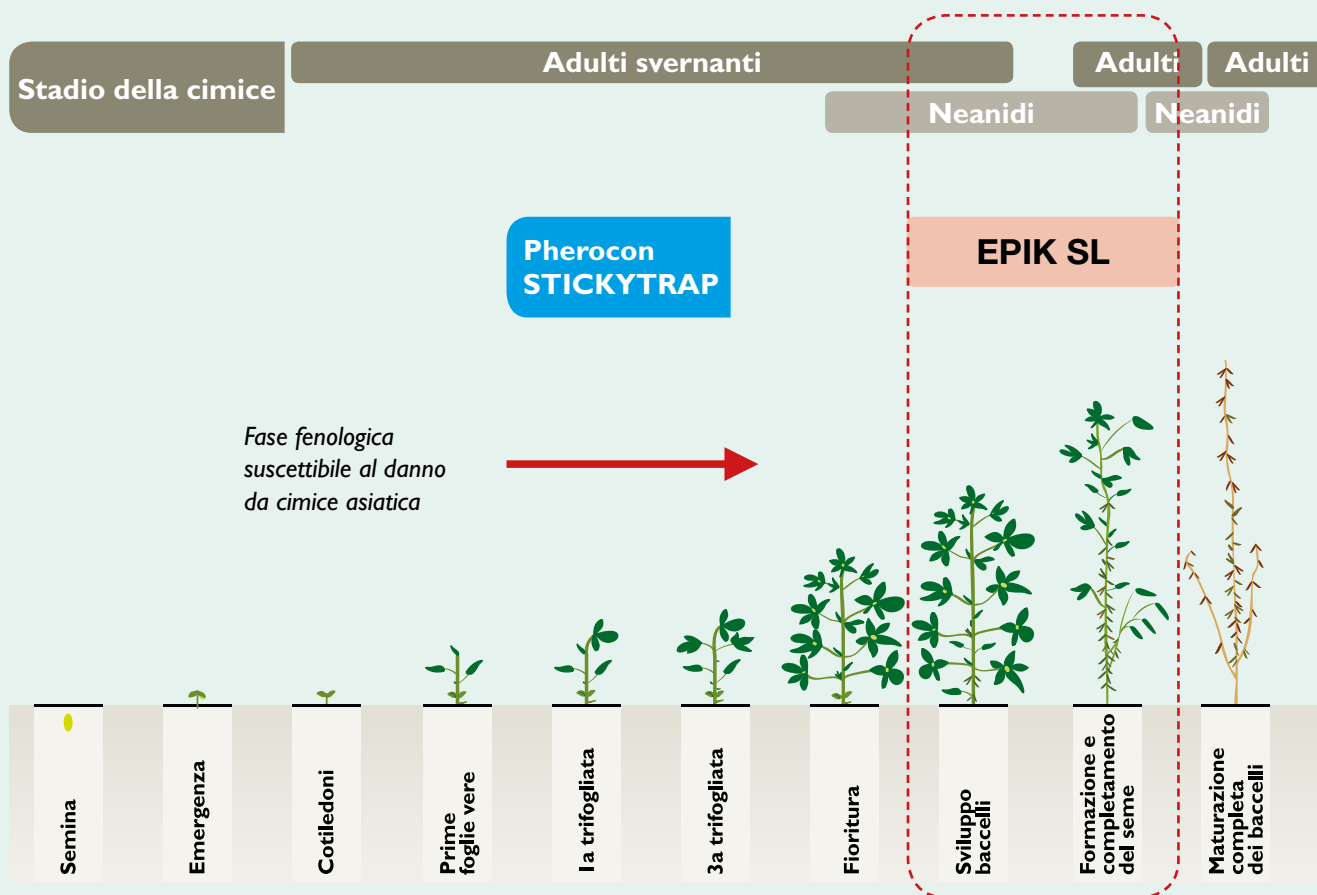 Stadio della cimice
Adulti svernanti
Adulti
Adulti
Neanidi
Neanidi
Pherocon
STICKYTRAP
EPIK SL
Fase fenologica
suscettibile al danno
da cimice asiatica
Semina
Emergenza
Cotiledoni
Prime
foglie vere
1a trifogliata
3a trifogliata
Fioritura
Sviluppo
baccelli
Formazione e
completamento
del seme
Maturazione
completa
dei baccelli